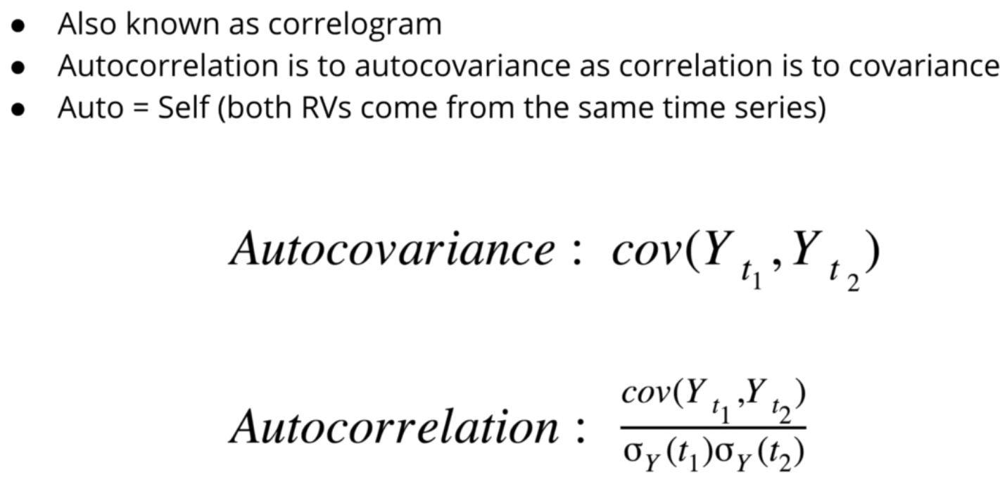 ● Also known as correlogram
● Autocorrelation is to autocovariance as correlation is to covariance
● Auto = Self (both RVs come from the same time series)
Autocovariance : cov(Y_{t_1}, Y_{t_2})
Autocorrelation : \frac{cov(Y_{t_1}, Y_{t_2})}{σ_Y(t_1)σ_Y(t_2)}